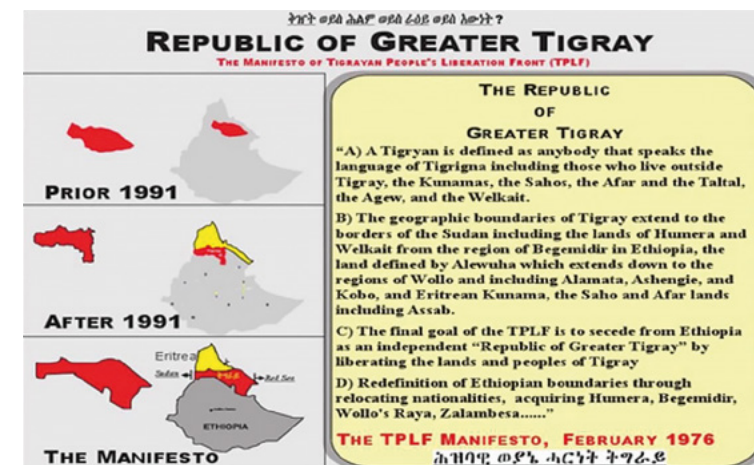 ትዝታ ወይስ ሕልም ወይስ ራዕይ ወይስ እውነት ?
REPUBLIC OF GREATER TIGRAY
THE MANIFESTO OF TIGRAYAN PEOPLE'S LIBERATION FRONT (TPLF)
PRIOR 1991
AFTER 1991
Eritrea
Sudan
ትግራይ
Red Sea
ETHIOPIA
THE MANIFESTO
THE REPUBLIC
OF
GREATER TIGRAY
“A) A Tigryan is defined as anybody that speaks the
language of Tigrigna including those who live outside
Tigray, the Kunamas, the Sahos, the Afar and the Taltal,
the Agew, and the Welkait.
B) The geographic boundaries of Tigray extend to the
borders of the Sudan including the lands of Humera and
Welkait from the region of Begemidir in Ethiopia, the
land defined by Alewuha which extends down to the
regions of Wollo and including Alamata, Ashengie, and
Kobo, and Eritrean Kunama, the Saho and Afar lands
including Assab.
C) The final goal of the TPLF is to secede from Ethiopia
as an independent “Republic of Greater Tigray” by
liberating the lands and peoples of Tigray
D) Redefinition of Ethiopian boundaries through
relocating nationalities, acquiring Humera, Begemidir,
Wollo's Raya, Zalambesa......”
THE TPLF MANIFESTO, FEBRUARY 1976
ሕዝባዊ ወያኔ ሓርነት ትግራይ